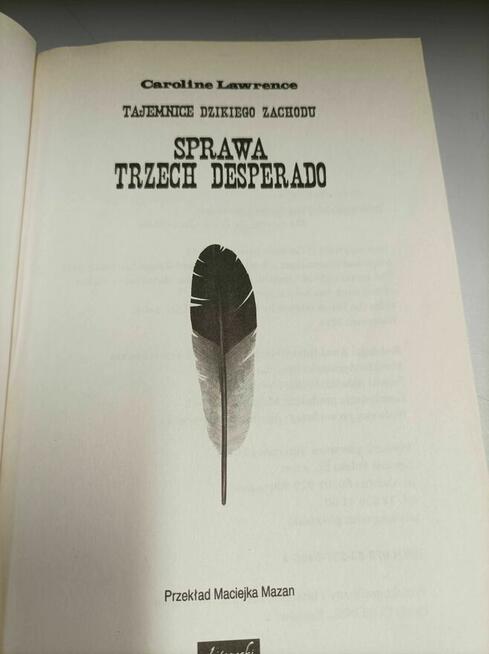 Caroline Lawrence
TAJEMNICE DZIKIEGO ZACHODU
SPRAWA
TRZECH DESPERADO
Przekład Maciejka Mazan